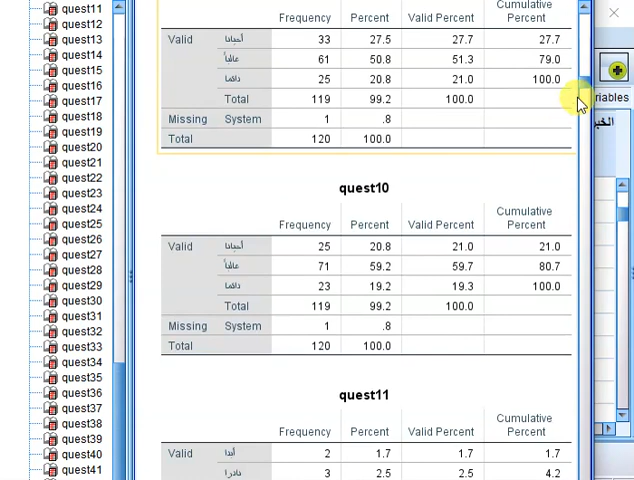 quest11
quest12
quest13
quest14
quest15
quest16
quest17
quest18
quest19
quest20
quest21
quest22
quest23
quest24
quest25
quest26
quest27
quest28
quest29
quest30
quest31
quest32
quest33
quest34
quest35
quest36
quest37
quest38
quest39
quest40
quest41
Frequency Percent Valid Percent Cumulative Percent
Valid أحيانا 33 27.5 27.7 27.7
غالباً 61 50.8 51.3 79.0
دائما 25 20.8 21.0 100.0
Total 119 99.2 100.0
Missing System 1 .8
Total 120 100.0
quest10
Frequency Percent Valid Percent Cumulative Percent
Valid أحيانا 25 20.8 21.0 21.0
غالباً 71 59.2 59.7 80.7
دائما 23 19.2 19.3 100.0
Total 119 99.2 100.0
Missing System 1 .8
Total 120 100.0
quest11
Frequency Percent Valid Percent Cumulative Percent
Valid أبدا 2 1.7 1.7 1.7
نادرا 3 2.5 2.5 4.2
riables